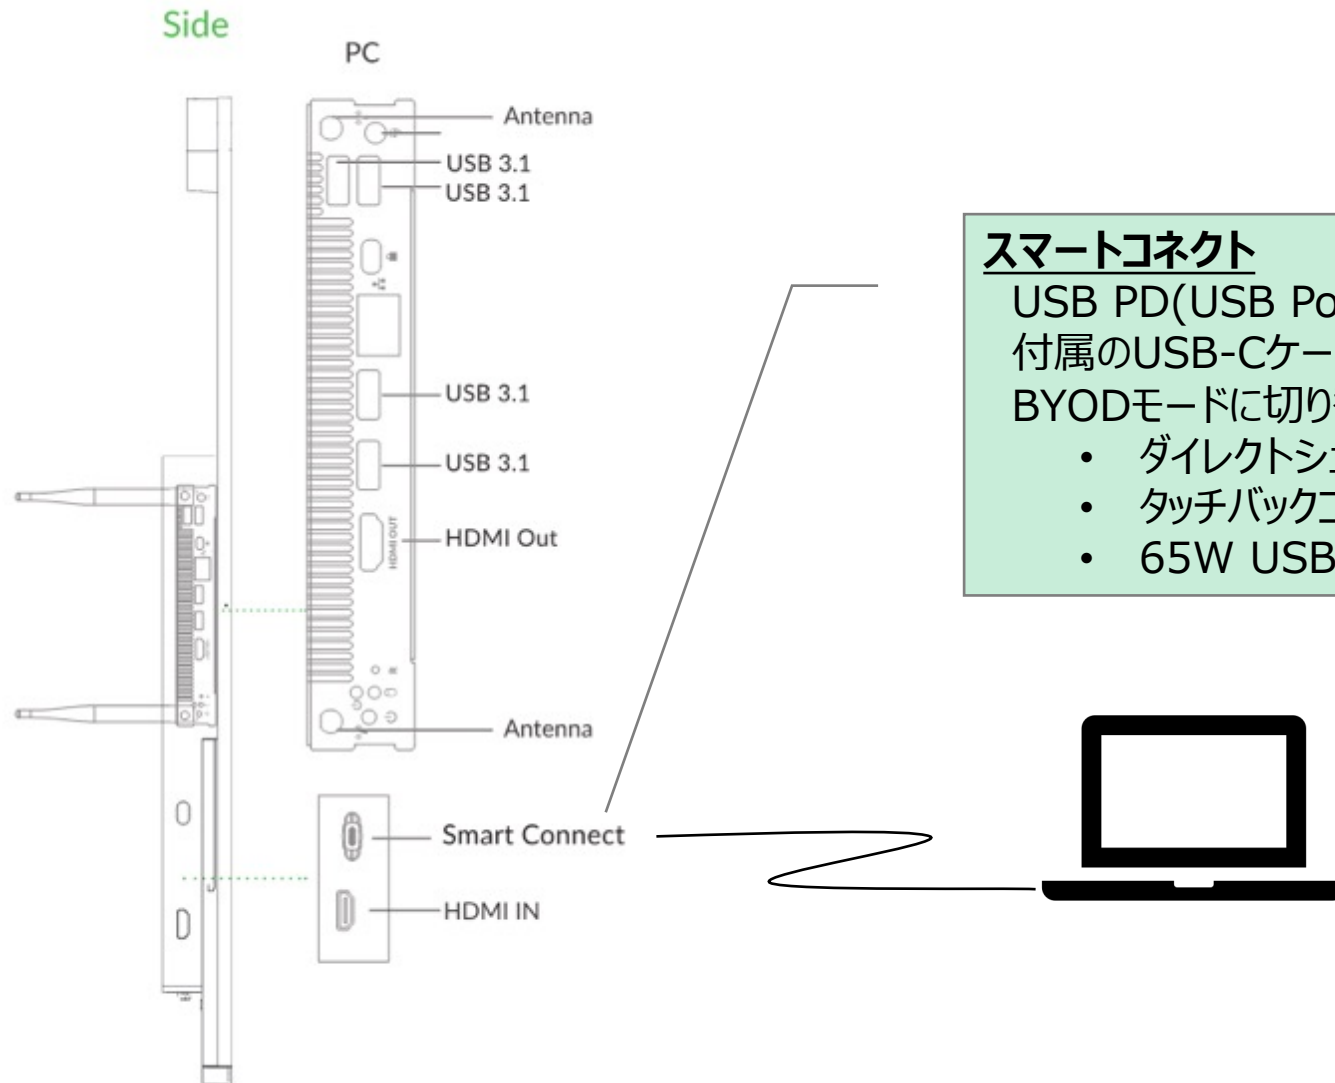 Side
PC
Antenna
USB 3.1
USB 3.1
USB 3.1
USB 3.1
HDMI OUT
HDMI Out
Antenna
Smart Connect
HDMI IN
スマートコネクト
USB PD(USB Po
付属のUSB-Cケー
BYODモードに切り
• ダイレクトシ
• タッチバックコ
• 65W USB